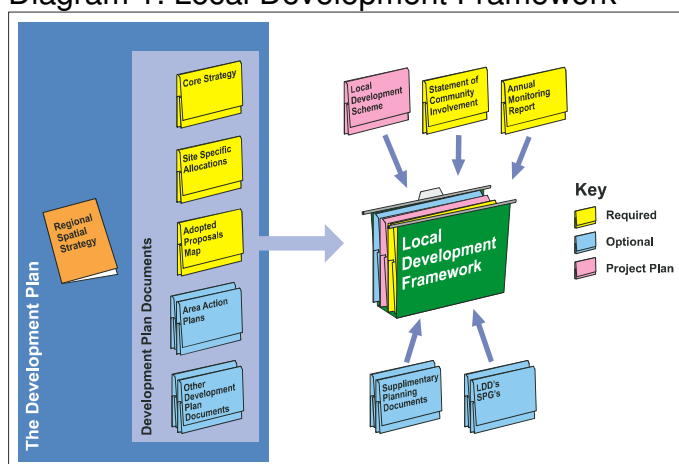 Diagram 1: Local Development Framework
The Development Plan
Regional
Spatial
Strategy
Development Plan Documents
Core Strategy
Site Specific
Allocations
Adopted
Proposals
Map
Area Action
Plans
Other
Development
Plan
Documents
Local
Development
Scheme
Statement of
Community
Involvement
Annual
Monitoring
Report
Local
Development
Framework
Supplimentary
Planning
Documents
LDD's
SPG's
Key
Required
Optional
Project Plan